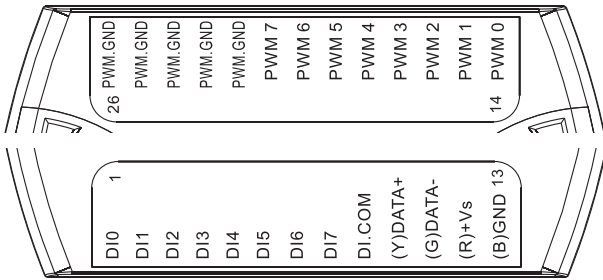 PWM.GND
PWM.GND
PWM.GND
PWM.GND
PWM.GND
PWM 7
PWM 6
PWM 5
PWM 4
PWM 3
PWM 2
PWM 1
PWM 0
26
14
1
13
DI0
DI1
DI2
DI3
DI4
DI5
DI6
DI7
DI.COM
(Y)DATA+
(G)DATA-
(R)+Vs
(B)GND